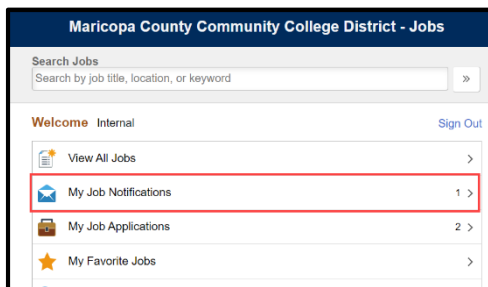 Maricopa County Community College District - Jobs
Search Jobs
Search by job title, location, or keyword
»
Welcome Internal Sign Out
View All Jobs >
My Job Notifications 1 >
My Job Applications 2 >
My Favorite Jobs >